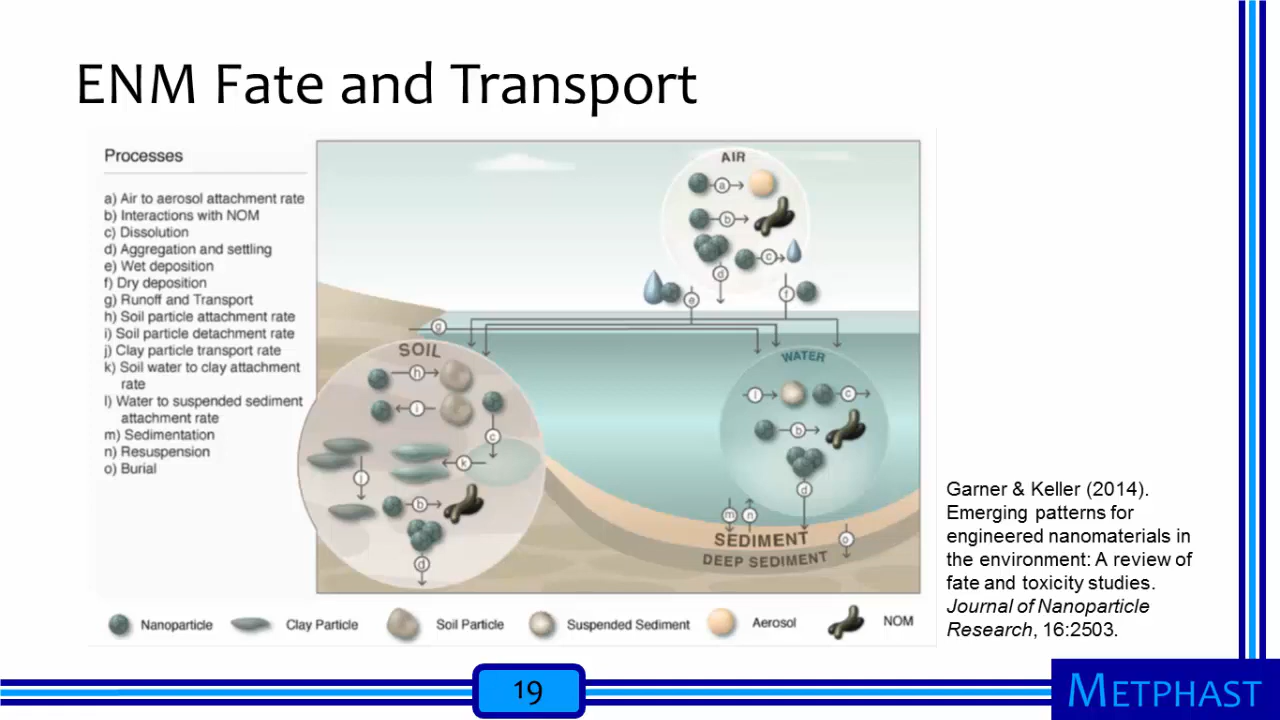 ENM Fate and Transport
Processes
a) Air to aerosol attachment rate
b) Interactions with NOM
c) Dissolution
d) Aggregation and settling
e) Wet deposition
f) Dry deposition
g) Runoff and Transport
h) Soil particle attachment rate
i) Soil particle detachment rate
j) Clay particle transport rate
k) Soil water to clay attachment
rate
l) Water to suspended sediment
attachment rate
m) Sedimentation
n) Resuspension
o) Burial
AIR
a
b
c
d
e
f
g
SOIL
h
i
c
k
j
b
d
WATER
l
c
b
d
m
n
o
SEDIMENT
DEEP SEDIMENT
Nanoparticle
Clay Particle
Soil Particle
Suspended Sediment
Aerosol
NOM
Garner & Keller (2014).
Emerging patterns for
engineered nanomaterials in
the environment: A review of
fate and toxicity studies.
Journal of Nanoparticle
Research, 16:2503.
19
METPHAST